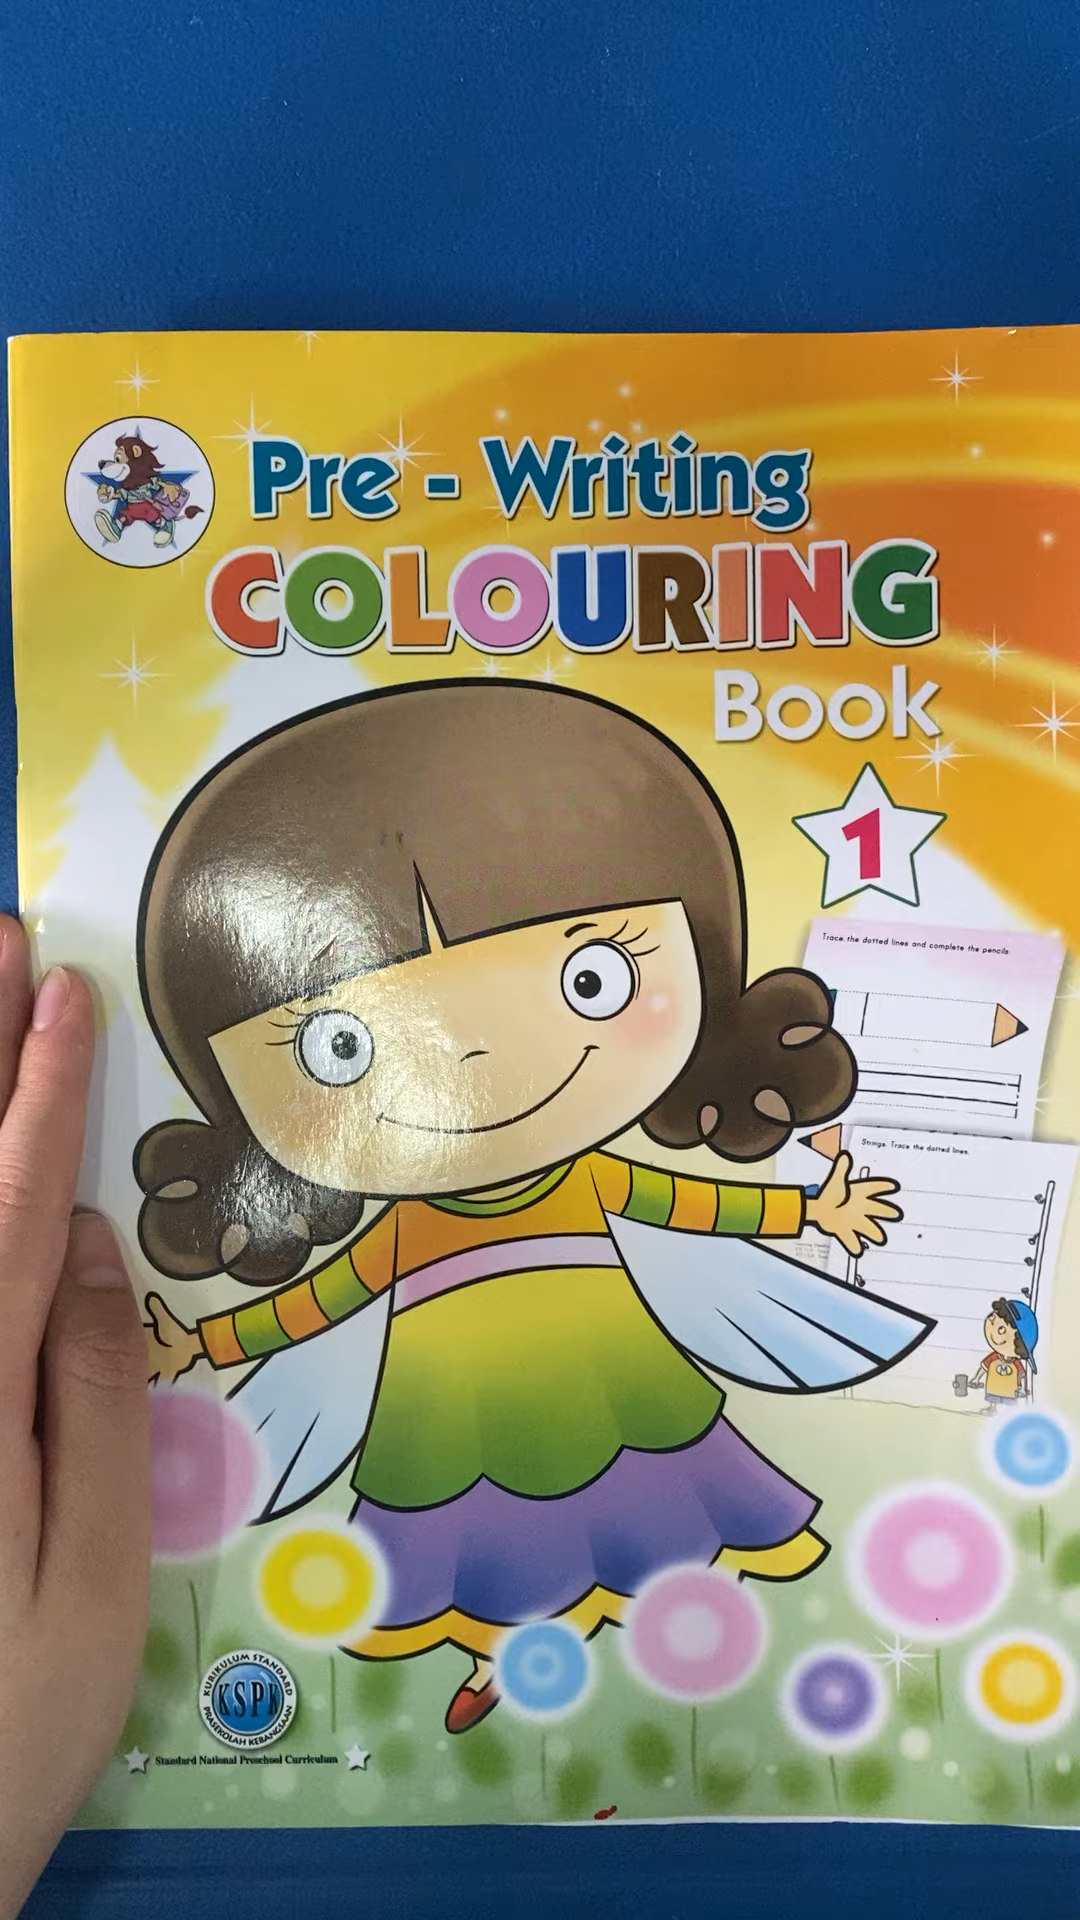 Pre - Writing
COLOURING
Book
1
Trace the dotted lines and complete the pencils.
Strings. Trace the dotted lines.
M
KURIKULUM STANDARD
KSPK
PRASEKOLAH KEBANGSAAN
Standard National Preschool Curriculum